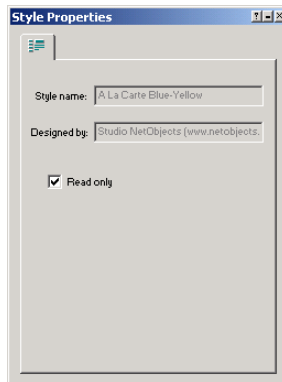 Style Properties
Style name: A La Carte Blue-Yellow
Designed by: Studio NetObjects (www.netobjects.
Read only